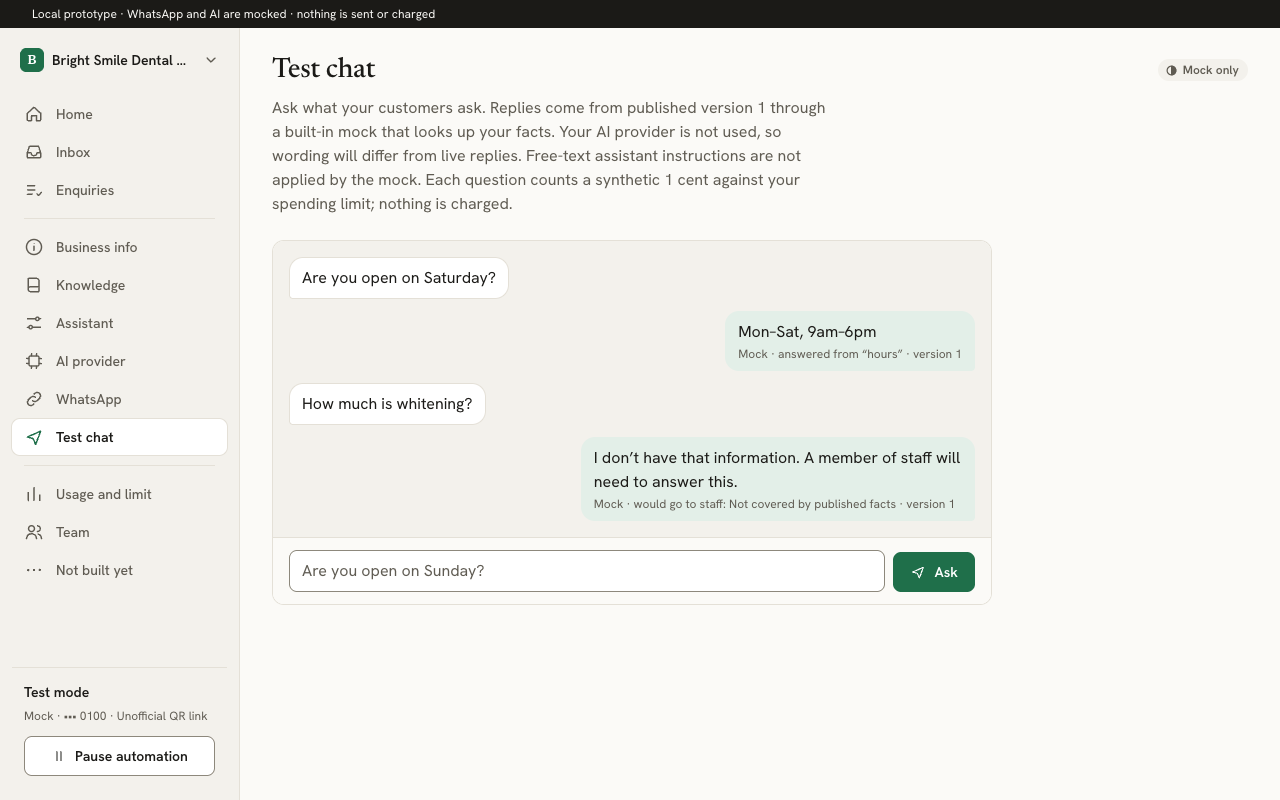 Local prototype · WhatsApp and AI are mocked · nothing is sent or charged
B Bright Smile Dental ...
Home
Inbox
Enquiries
Business info
Knowledge
Assistant
AI provider
WhatsApp
Test chat
Usage and limit
Team
Not built yet
Test mode
Mock · ••• 0100 · Unofficial QR link
Pause automation
Test chat
Mock only
Ask what your customers ask. Replies come from published version 1 through
a built-in mock that looks up your facts. Your AI provider is not used, so
wording will differ from live replies. Free-text assistant instructions are not
applied by the mock. Each question counts a synthetic 1 cent against your
spending limit; nothing is charged.
Are you open on Saturday?
Mon–Sat, 9am–6pm
Mock · answered from “hours” · version 1
How much is whitening?
I don’t have that information. A member of staff will
need to answer this.
Mock · would go to staff: Not covered by published facts · version 1
Are you open on Sunday?
Ask